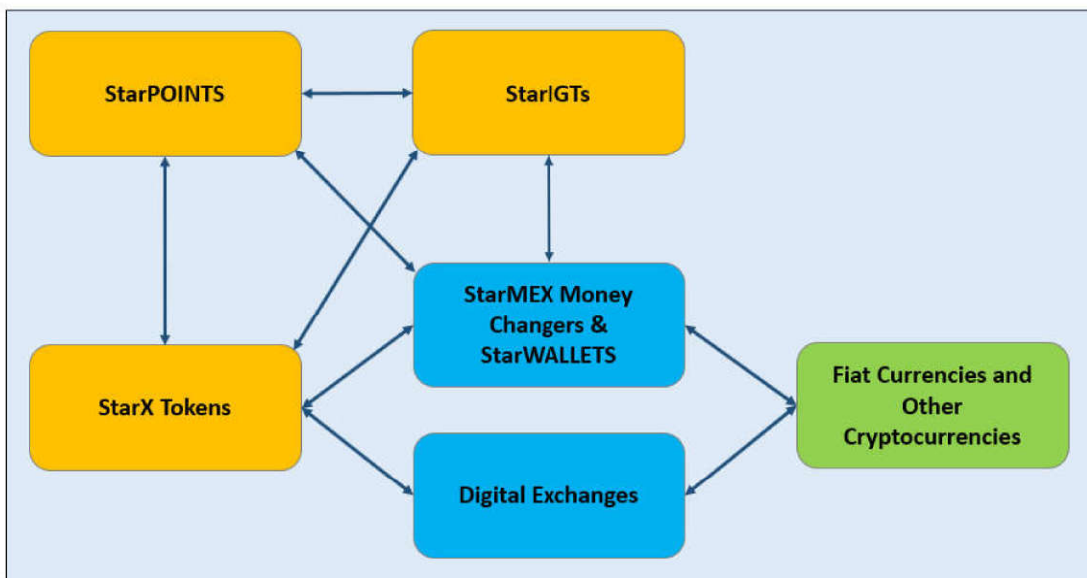 StarPOINTS
StarIGTs
StarMEX Money
Changers &
StarWALLETS
StarX Tokens
Fiat Currencies and
Other
Cryptocurrencies
Digital Exchanges